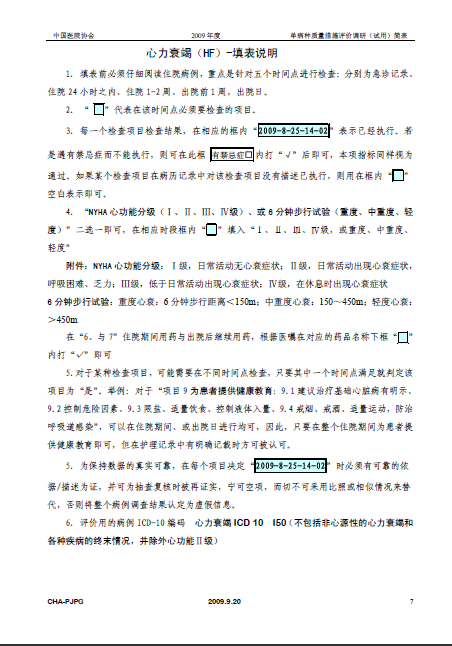 中国医院协会 2009年度 单病种质量措施评价调研（试用）简表
心力衰竭（HF）-填表说明
1. 填表前必须仔细阅读住院病例，重点是针对五个时间点进行检查：分别为急诊记录、
住院24小时之内、住院1-2周、出院前1周，出院日。
2. “□”代表在该时间点必须要检查的项目。
3. 每一个检查项目检查结果，在相应的框内“2009-8-25-14-02”表示已经执行。若
是遇有禁忌症而不能执行，则可在此框 有禁忌症□ 内打“√”后即可，本项指标同样视为
通过。如果某个检查项目在病历记录中对该检查项目没有描述已执行，则用在框内“□”
空白表示即可。
4. “NYHA心功能分级（Ⅰ、Ⅱ、Ⅲ、Ⅳ级）、或6分钟步行试验（重度、中重度、轻
度）”二选一即可，在相应时段框内“□”填入“Ⅰ、Ⅱ、Ⅲ、Ⅳ级，或重度、中重度、
轻度”
附件：NYHA心功能分级：Ⅰ级，日常活动无心衰症状；Ⅱ级，日常活动出现心衰症状，
呼吸困难、乏力；Ⅲ级，低于日常活动出现心衰症状；Ⅳ级，在休息时出现心衰症状
6分钟步行试验：重度心衰：6分钟步行距离＜150m；中重度心衰：150～450m；轻度心衰：
＞450m
在“6、与7”住院期间用药与出院后继续用药，根据医嘱在对应的药品名称下框“□”
内打“√”即可
5.对于某种检查项目，可能需要在不同时间点检查，只要其中一个时间点满足就判定该
项目为“是”。举例：对于“项目9为患者提供健康教育：9.1建议治疗基础心脏病有明示、
9.2控制危险因素、9.3限盐、适量饮食、控制液体入量、9.4戒烟、戒酒、适量运动，防治
呼吸道感染”，可以在住院期间、或出院日进行均可，因此，只要在整个住院期间为患者提
供健康教育即可，但在护理记录中有明确记载时方可被认可。
5. 为保持数据的真实可靠，在每个项目决定“2009-8-25-14-02”时必须有可靠的依
据/描述为证，并可为抽查复核时被再证实，宁可空项，而切不可采用比照或相似情况来替
代，否则将整个病例调查结果认定为虚假信息。
6. 评价用的病例ICD-10编码 心力衰竭ICD 10 I50（不包括非心源性的心力衰竭和
各种疾病的终末情况，并除外心功能Ⅱ级）
CHA-PJPG 2009.9.20 7